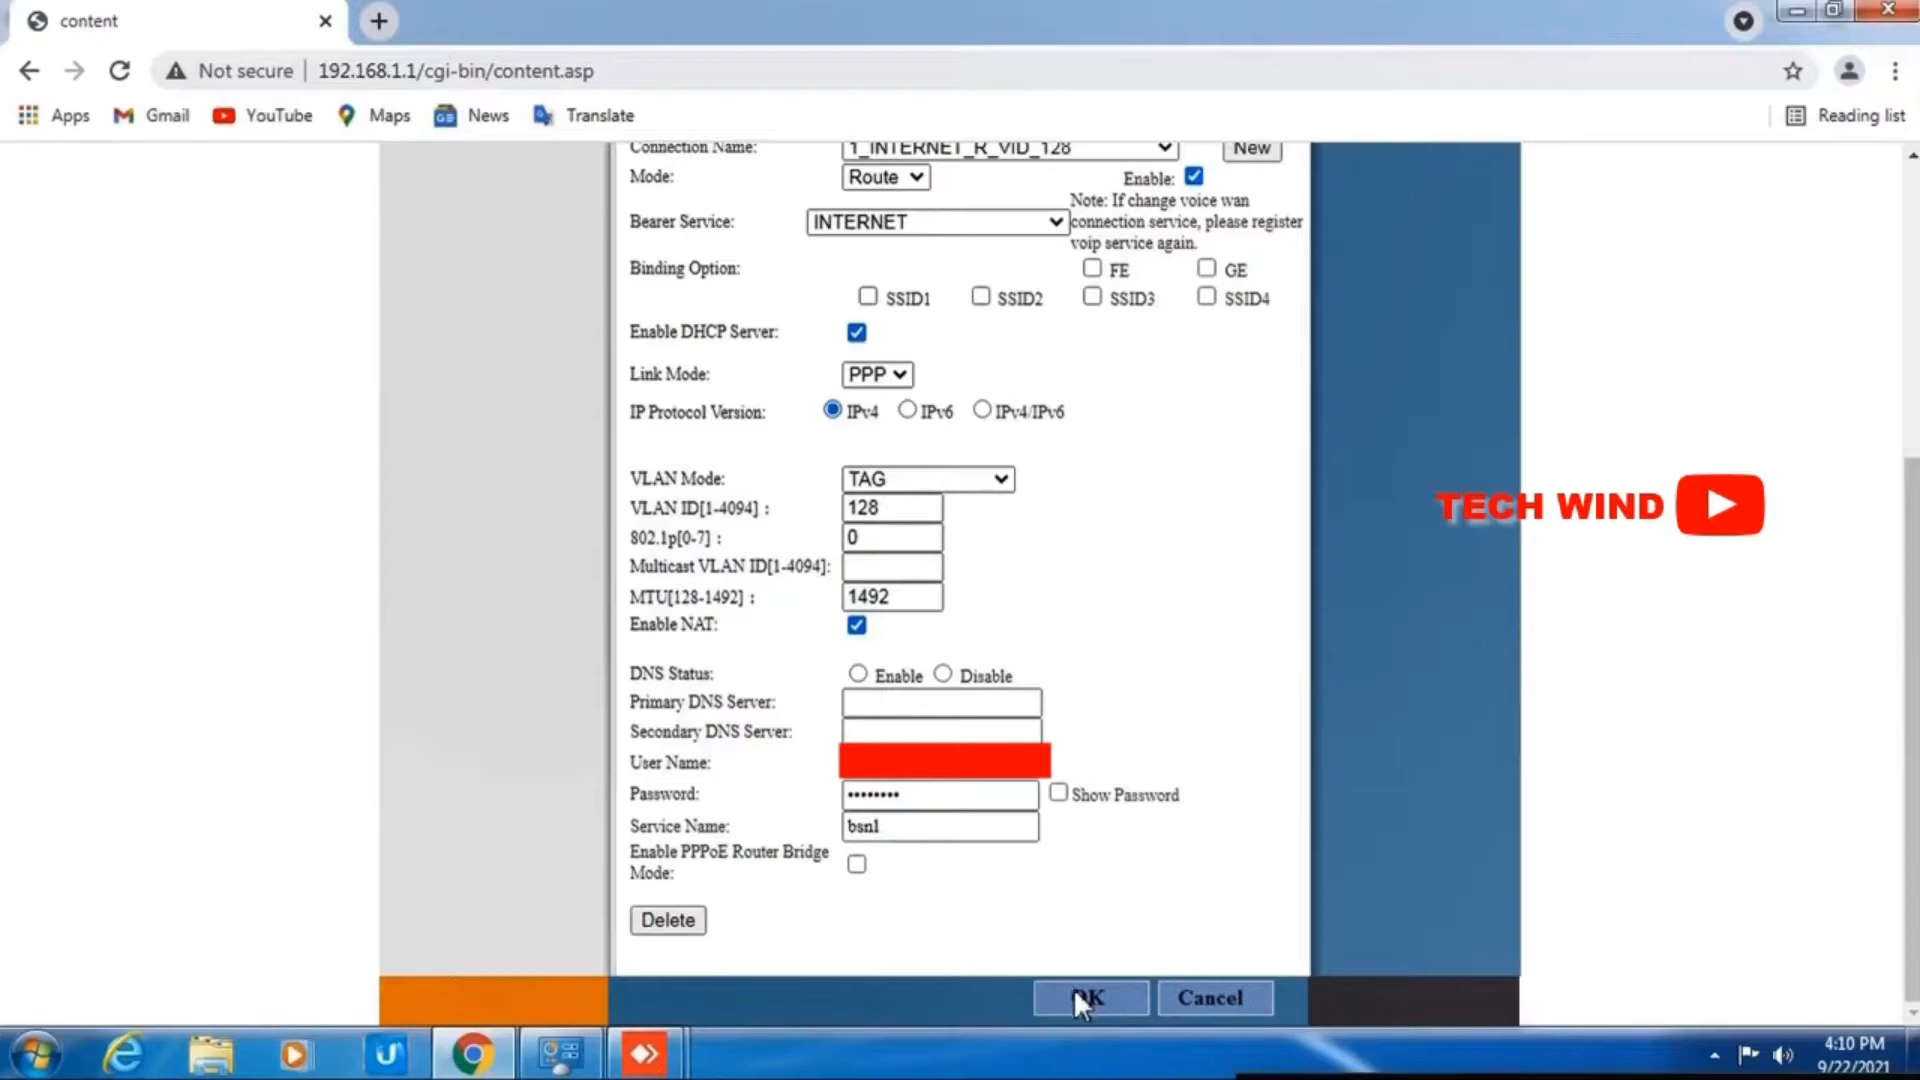 content
Not secure 192.168.1.1/cgi-bin/content.asp
Apps Gmail YouTube Maps News Translate Reading list
Connection Name: 1_INTERNET_R_VID_128 New
Mode: Route Enable:
Note: If change voice wan
Bearer Service: INTERNET connection service, please register
voip service again.
Binding Option: FE GE
SSID1 SSID2 SSID3 SSID4
Enable DHCP Server:
Link Mode: PPP
IP Protocol Version: IPv4 IPv6 IPv4/IPv6
VLAN Mode: TAG
VLAN ID[1-4094] : 128
TECH WIND
802.1p[0-7] : 0
Multicast VLAN ID[1-4094]:
MTU[128-1492] : 1492
Enable NAT:
DNS Status: Enable Disable
Primary DNS Server:
Secondary DNS Server:
User Name:
Password: •••••••• Show Password
Service Name: bsnl
Enable PPPoE Router Bridge
Mode:
Delete
OK Cancel
4:10 PM
9/22/2021